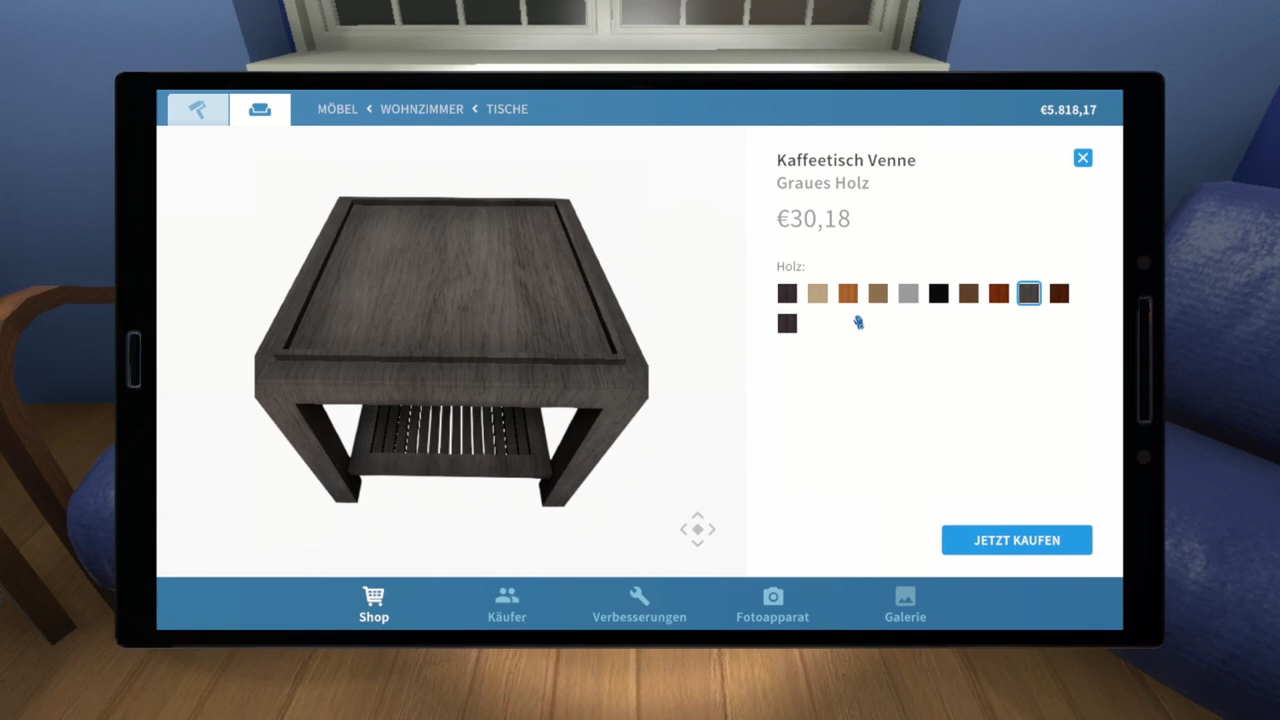 MÖBEL < WOHNZIMMER < TISCHE
€5.818,17
Kaffeetisch Venne
Graues Holz
€30,18
Holz:
JETZT KAUFEN
Shop
Käufer
Verbesserungen
Fotoapparat
Galerie